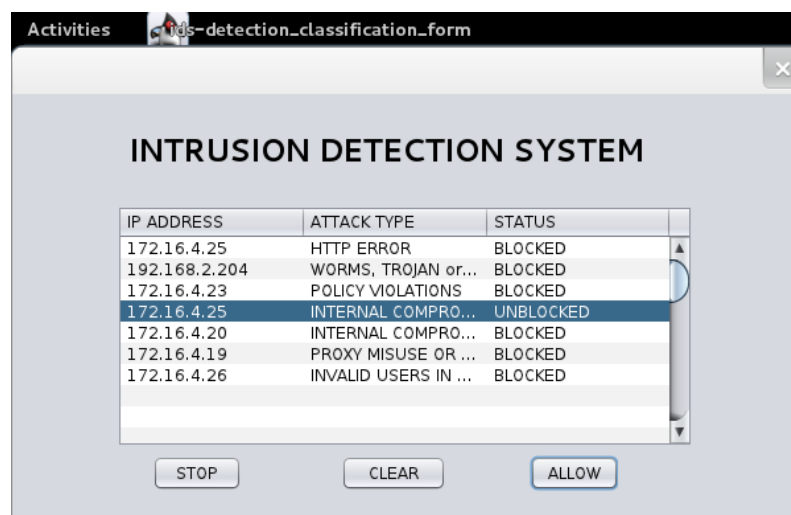 Activities ids-detection_classification_form
INTRUSION DETECTION SYSTEM
IP ADDRESS ATTACK TYPE STATUS
172.16.4.25 HTTP ERROR BLOCKED
192.168.2.204 WORMS, TROJAN or... BLOCKED
172.16.4.23 POLICY VIOLATIONS BLOCKED
172.16.4.25 INTERNAL COMPRO... UNBLOCKED
172.16.4.20 INTERNAL COMPRO... BLOCKED
172.16.4.19 PROXY MISUSE OR ... BLOCKED
172.16.4.26 INVALID USERS IN ... BLOCKED
STOP CLEAR ALLOW